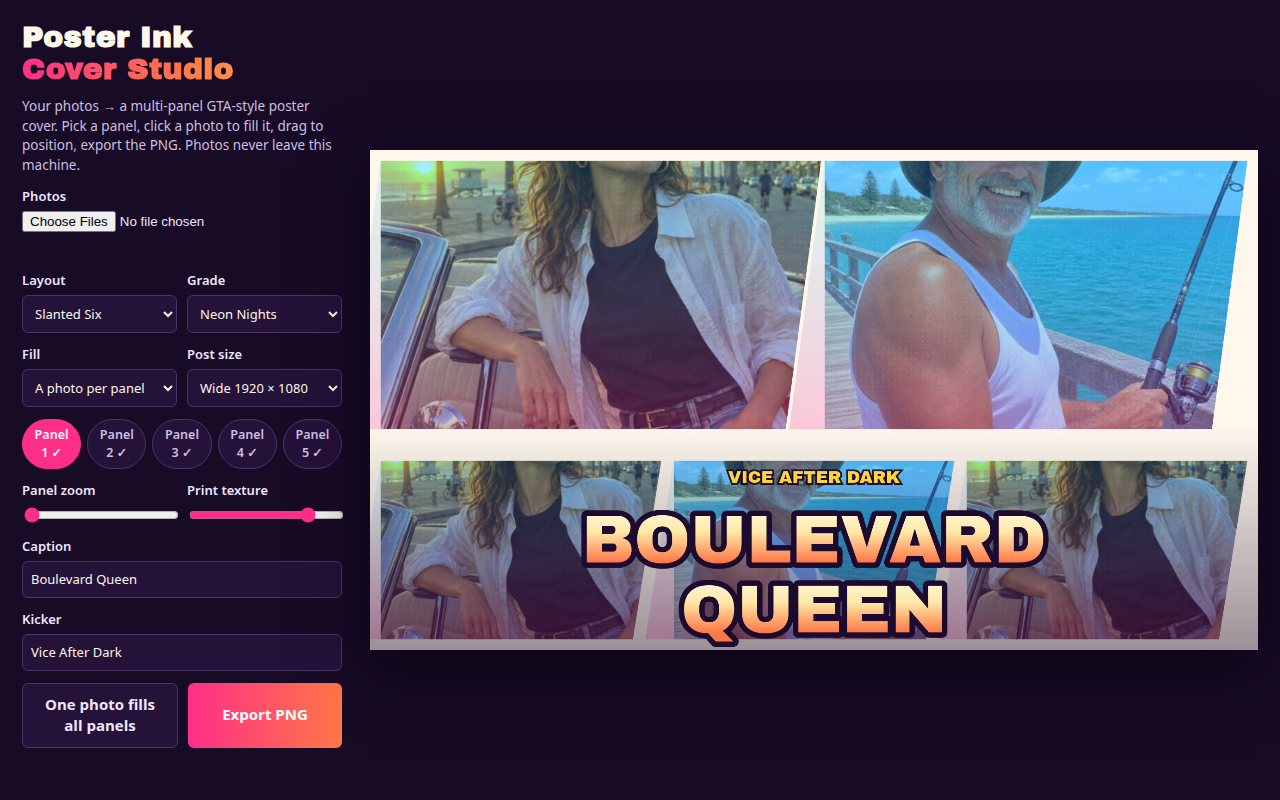 Poster Ink
Cover Studio
Your photos → a multi-panel GTA-style poster
cover. Pick a panel, click a photo to fill it, drag to
position, export the PNG. Photos never leave this
machine.
Photos
Choose Files No file chosen
Layout Grade
Slanted Six Neon Nights
Fill Post size
A photo per panel Wide 1920 × 1080
Panel 1 ✓ Panel 2 ✓ Panel 3 ✓ Panel 4 ✓ Panel 5 ✓
Panel zoom Print texture
Caption
Boulevard Queen
Kicker
Vice After Dark
One photo fills
all panels
Export PNG
VICE AFTER DARK
BOULEVARD
QUEEN